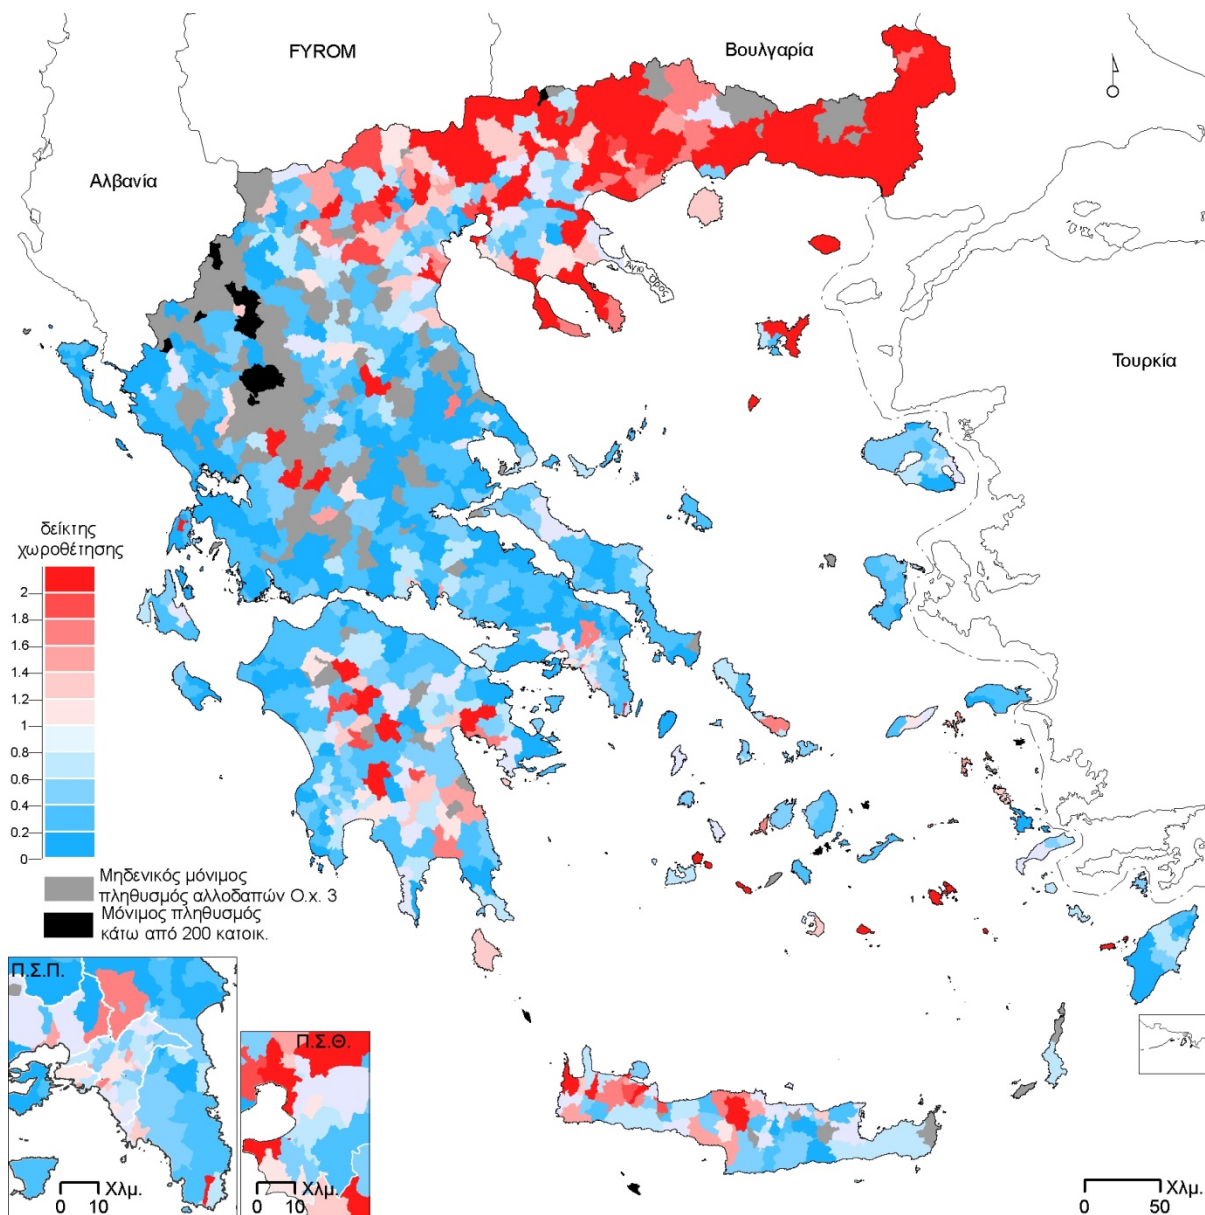 FYROM
Βουλγαρία
Αλβανία
Άγιο Όρος
Τουρκία
δείκτης
χωροθέτησης
2
1.8
1.6
1.4
1.2
1
0.8
0.6
0.4
0.2
0
Μηδενικός μόνιμος
πληθυσμός αλλοδαπών Ο.χ. 3
Μόνιμος πληθυσμός
κάτω από 200 κατοικ.
Π.Σ.Π.
0 10 Χλμ.
Π.Σ.Θ.
0 10 Χλμ.
0 50 Χλμ.